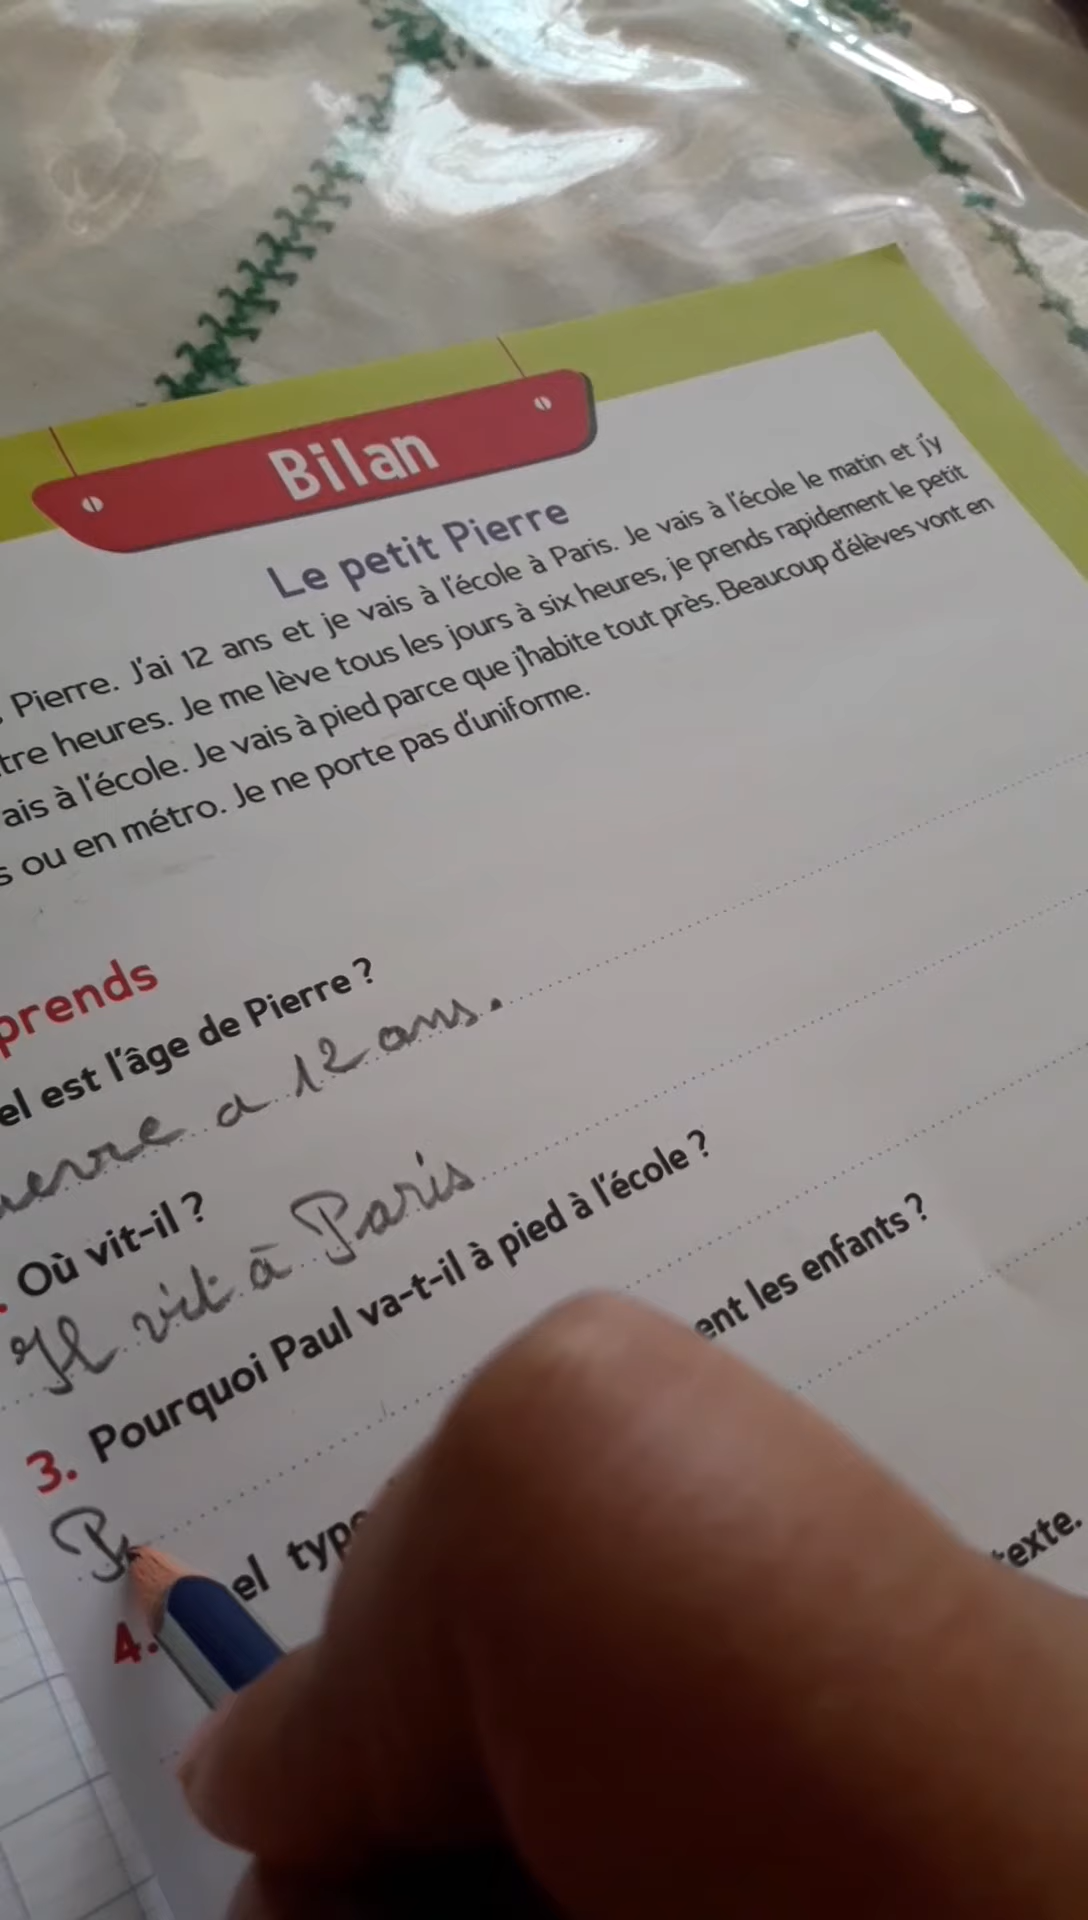 Bilan
Le petit Pierre
Pierre. J'ai 12 ans et je vais à l'école à Paris. Je vais à l'école le matin et j'y
tre heures. Je me lève tous les jours à six heures, je prends rapidement le petit
ais à l'école. Je vais à pied parce que j'habite tout près. Beaucoup d'élèves vont en
s ou en métro. Je ne porte pas d'uniforme.
prends
el est l'âge de Pierre ?
ierre a 12 ans.
. Où vit-il ?
Il vit à Paris
3. Pourquoi Paul va-t-il à pied à l'école ?
P
4. el type ent les enfants ?
texte.